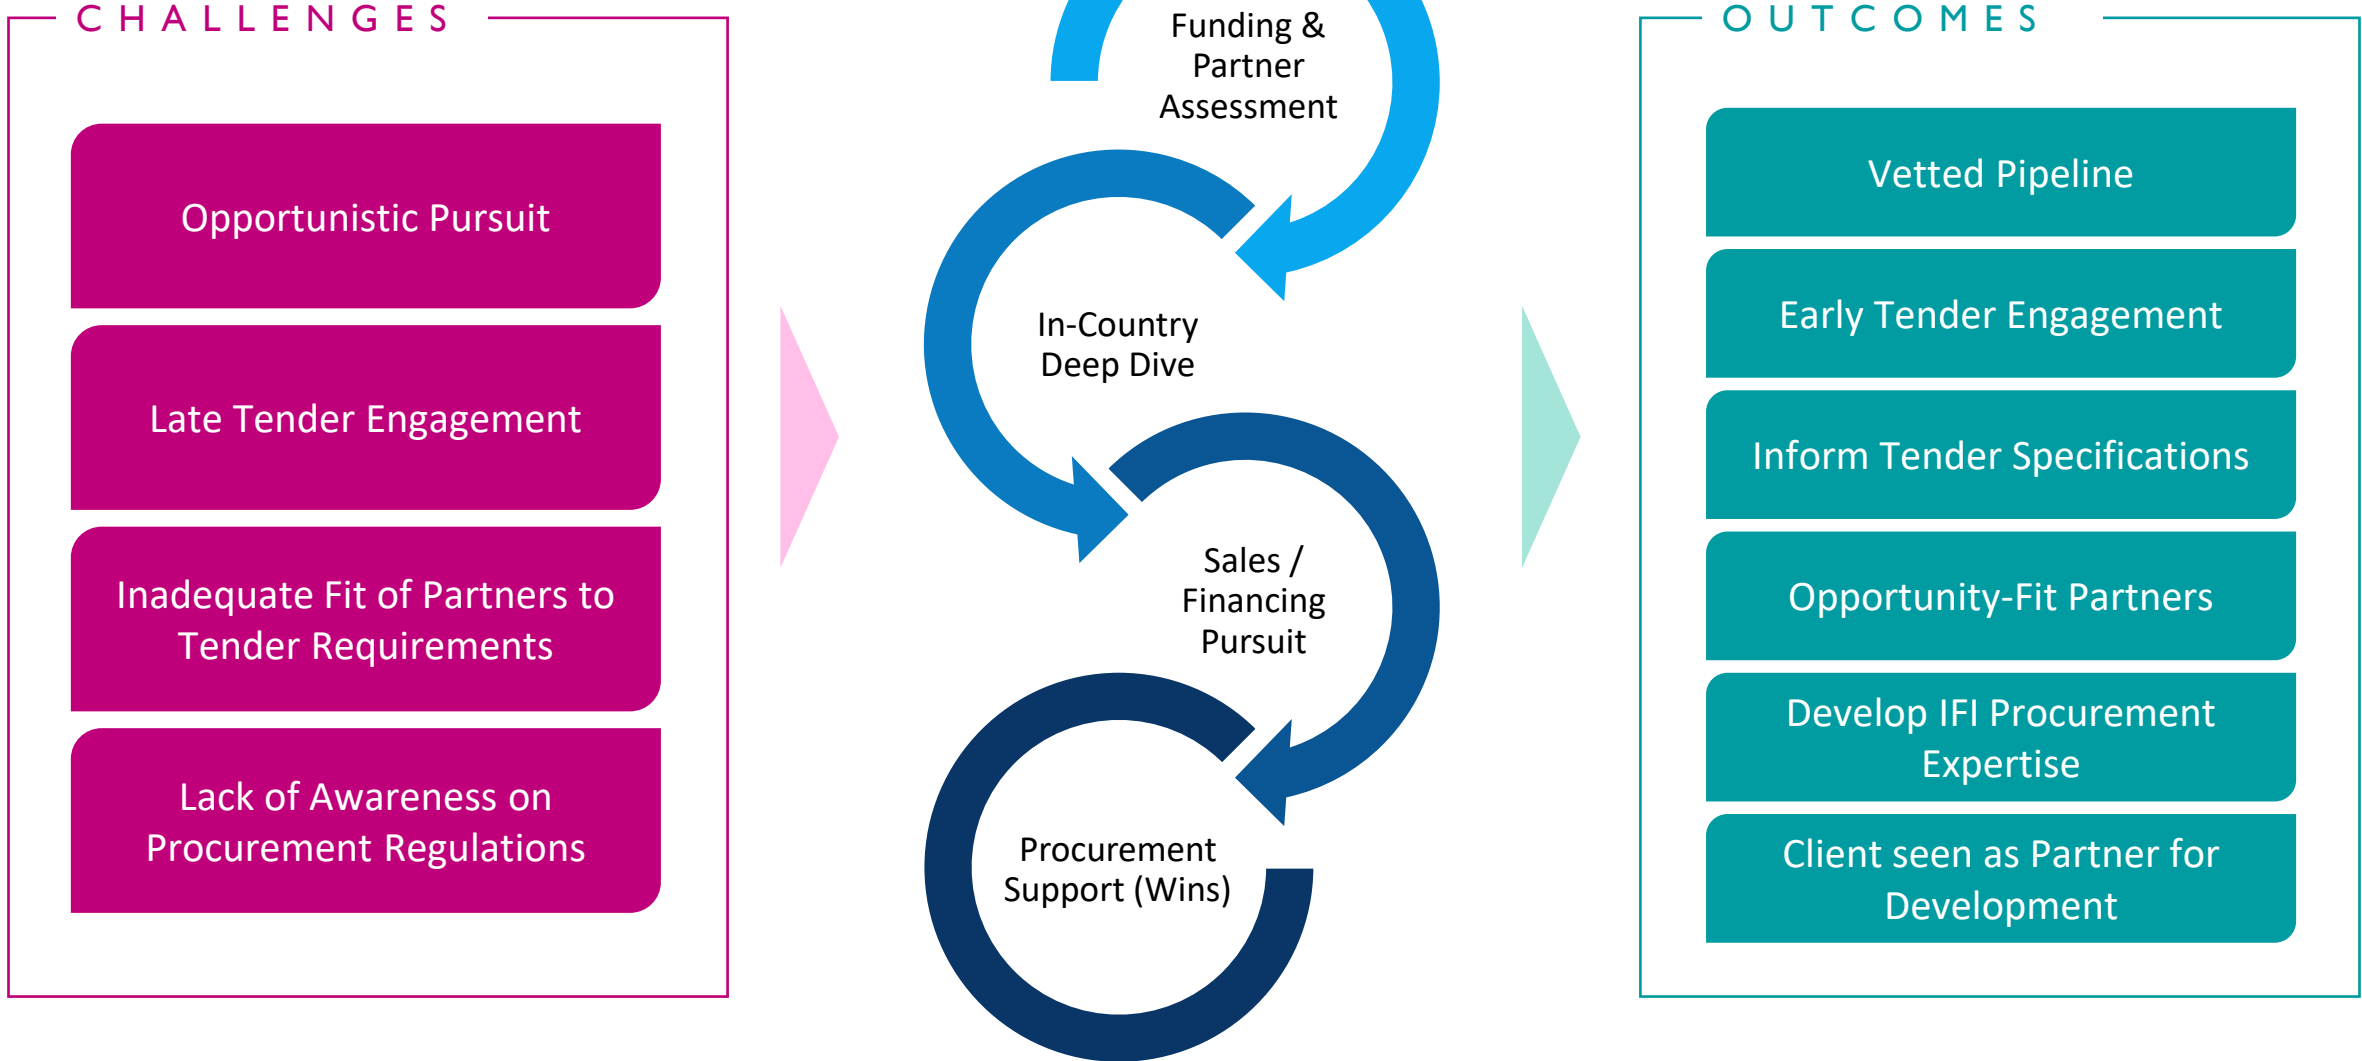 CHALLENGES
Opportunistic Pursuit
Late Tender Engagement
Inadequate Fit of Partners to
Tender Requirements
Lack of Awareness on
Procurement Regulations
Funding &
Partner
Assessment
In-Country
Deep Dive
Sales /
Financing
Pursuit
Procurement
Support (Wins)
OUTCOMES
Vetted Pipeline
Early Tender Engagement
Inform Tender Specifications
Opportunity-Fit Partners
Develop IFI Procurement
Expertise
Client seen as Partner for
Development